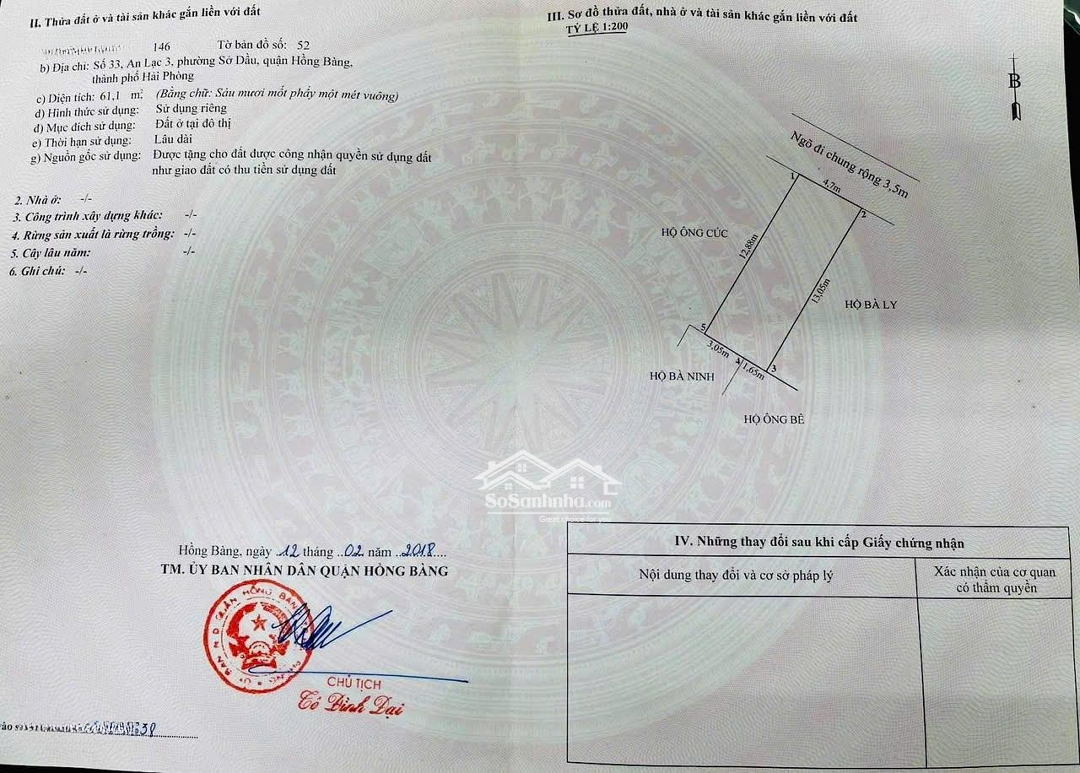 II. Thửa đất ở và tài sản khác gắn liền với đất
146 Tờ bản đồ số: 52
b) Địa chỉ: Số 33, An Lạc 3, phường Sở Dầu, quận Hồng Bàng,
thành phố Hải Phòng
c) Diện tích: 61,1 m² (Bằng chữ: Sáu mươi mốt phẩy một mét vuông)
d) Hình thức sử dụng: Sử dụng riêng
đ) Mục đích sử dụng: Đất ở tại đô thị
e) Thời hạn sử dụng: Lâu dài
g) Nguồn gốc sử dụng: Được tặng cho đất được công nhận quyền sử dụng đất
như giao đất có thu tiền sử dụng đất
2. Nhà ở: -/-
3. Công trình xây dựng khác: -/-
4. Rừng sản xuất là rừng trồng: -/-
5. Cây lâu năm: -/-
6. Ghi chú: -/-
Hồng Bàng, ngày 12 tháng 02 năm 2018
TM. ỦY BAN NHÂN DÂN QUẬN HỒNG BÀNG
CHỦ TỊCH
Tô Đình Đại
III. Sơ đồ thửa đất, nhà ở và tài sản khác gắn liền với đất
TỶ LỆ 1:200
B
Ngõ đi chung rộng 3,5m
1
4,7m
2
HỘ ÔNG CÚC
12,88m
13,05m
HỘ BÀ LY
5
3,05m
4
1,65m
3
HỘ BÀ NINH
HỘ ÔNG BÊ
SoSanhnha.com
IV. Những thay đổi sau khi cấp Giấy chứng nhận
Nội dung thay đổi và cơ sở pháp lý
Xác nhận của cơ quan
có thẩm quyền